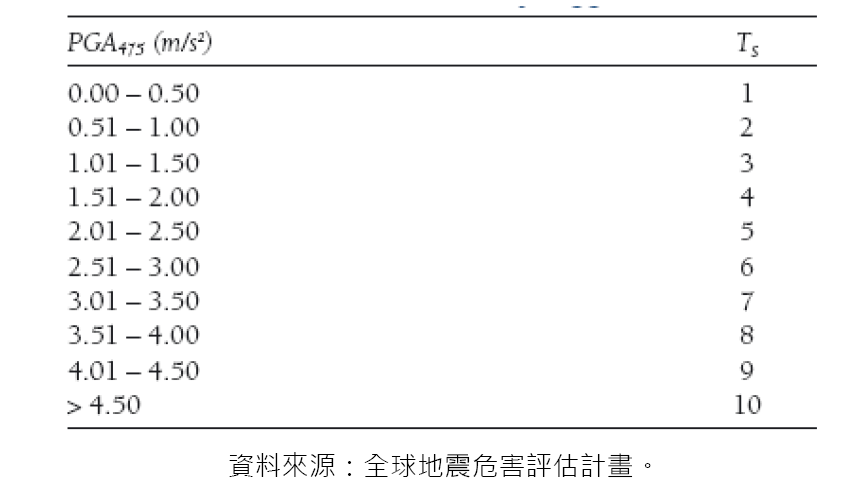 PGA₄₇₅ (m/s²) Tₛ
0.00 – 0.50 1
0.51 – 1.00 2
1.01 – 1.50 3
1.51 – 2.00 4
2.01 – 2.50 5
2.51 – 3.00 6
3.01 – 3.50 7
3.51 – 4.00 8
4.01 – 4.50 9
> 4.50 10
資料來源：全球地震危害評估計畫。